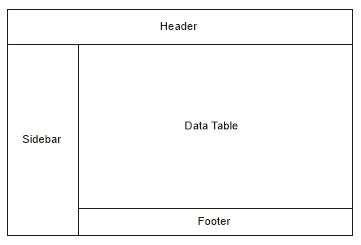 Header
Sidebar
Data Table
Footer